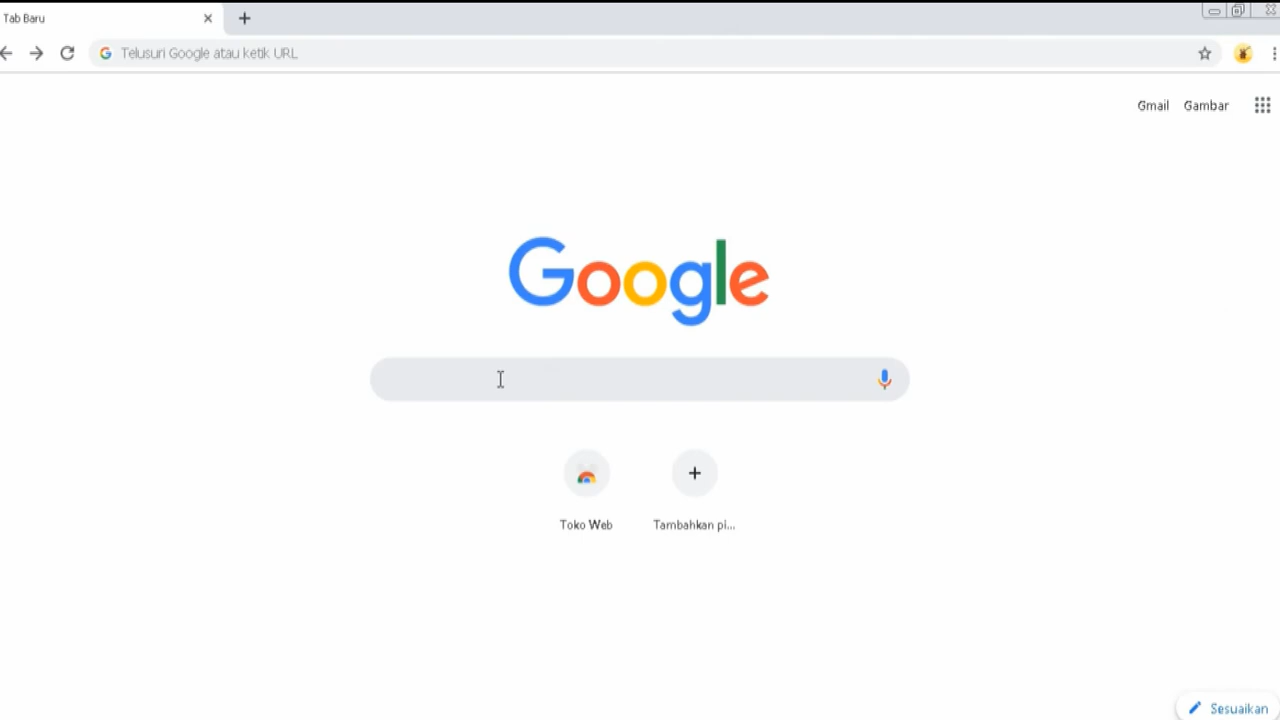 Tab Baru
Telusuri Google atau ketik URL
Gmail Gambar
Google
Toko Web Tambahkan pi...
Sesuaikan